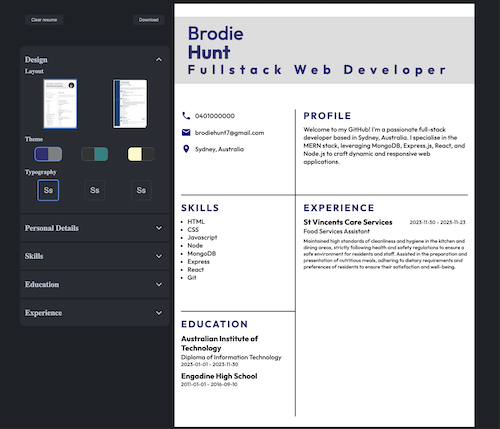 Clear resume
Download
Design
Layout
Theme
Typography
Ss
Ss
Ss
Personal Details
Skills
Education
Experience
Brodie
Hunt
Fullstack Web Developer
0401000000
brodiehunt7@gmail.com
Sydney, Australia
PROFILE
Welcome to my GitHub! I'm a passionate full-stack
developer based in Sydney, Australia. I specialise in the
MERN stack, leveraging MongoDB, Express.js, React, and
Node.js to craft dynamic and responsive web
applications.
SKILLS
HTML
CSS
Javascript
Node
MongoDB
Express
React
Git
EXPERIENCE
St Vincents Care Services 2023-11-30 - 2023-11-23
Food Services Assistant
Maintained high standards of cleanliness and hygiene in the kitchen and
dining areas, strictly following health and safety regulations to ensure a
safe environment for residents and staff. Assisted in the preparation and
presentation of nutritious meals, adhering to dietary requirements and
preferences of residents to ensure their satisfaction and well-being.
EDUCATION
Australian Institute of
Technology
Diploma of Information Technology
2023-01-01 - 2023-11-30
Engadine High School
2011-01-01 - 2016-09-10